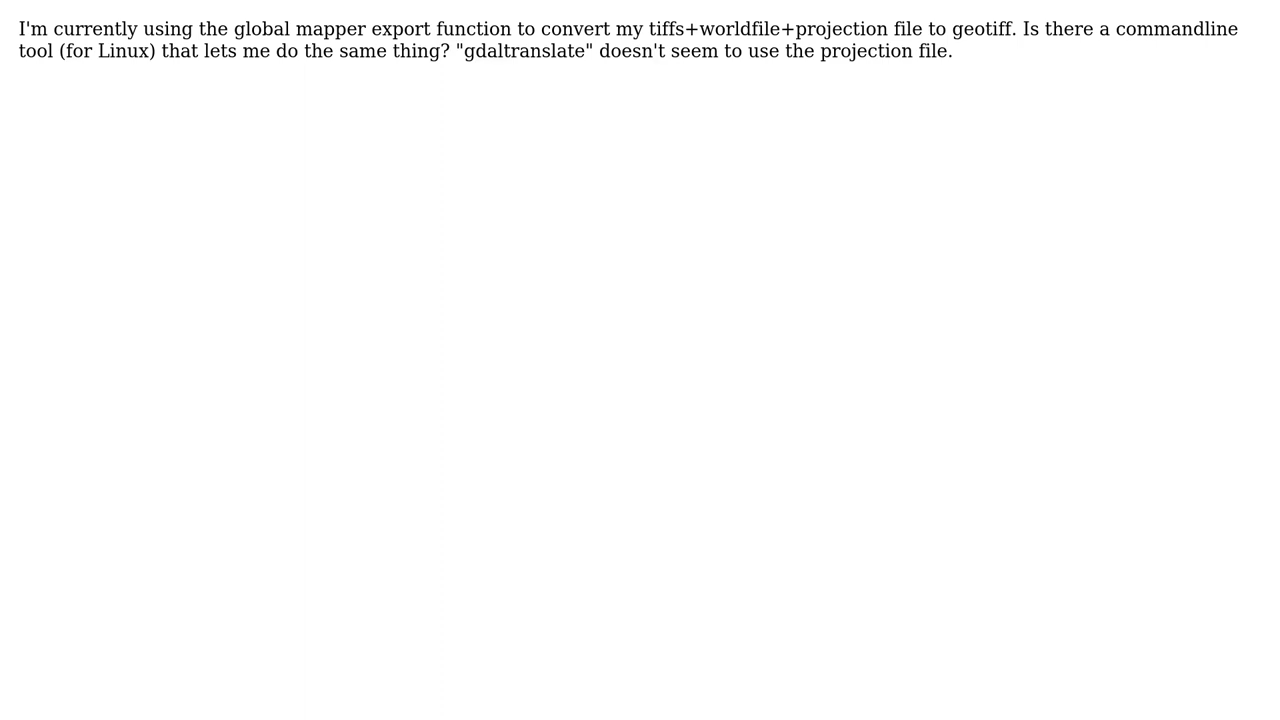 I'm currently using the global mapper export function to convert my tiffs+worldfile+projection file to geotiff. Is there a commandline
tool (for Linux) that lets me do the same thing? "gdaltranslate" doesn't seem to use the projection file.